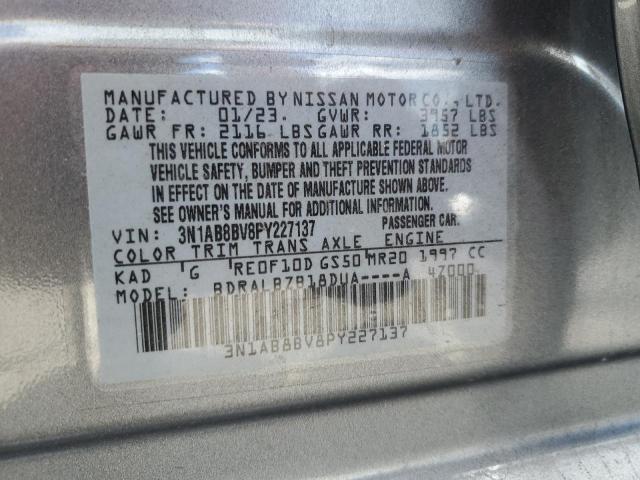 MANUFACTURED BY NISSAN MOTOR CO., LTD.
DATE: 01/23. GVWR: 3957 LBS
GAWR FR: 2116 LBS GAWR RR: 1852 LBS
THIS VEHICLE CONFORMS TO ALL APPLICABLE FEDERAL MOTOR
VEHICLE SAFETY, BUMPER AND THEFT PREVENTION STANDARDS
IN EFFECT ON THE DATE OF MANUFACTURE SHOWN ABOVE.
SEE OWNER'S MANUAL FOR ADDITIONAL INFORMATION.
VIN: 3N1AB8BV8PY227137 PASSENGER CAR.
COLOR TRIM TRANS AXLE ENGINE
KAD G RE0F10D GS50 MR20 1997 CC
MODEL: BDRALBZB18DUA----A 4Z000
3N1AB8BV8PY227137